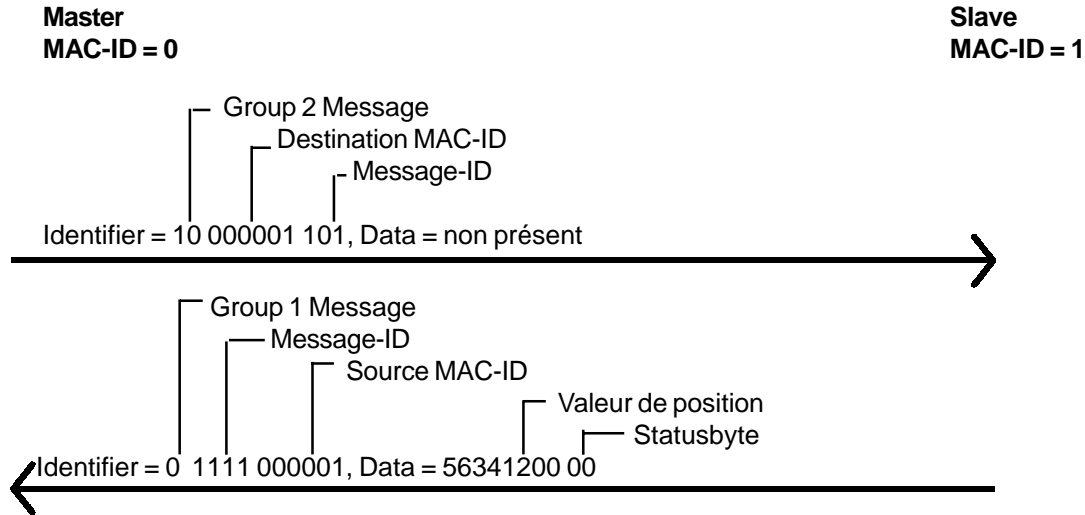 Master
MAC-ID = 0
Slave
MAC-ID = 1
Group 2 Message
Destination MAC-ID
Message-ID
Identifier = 10 000001 101, Data = non présent
Group 1 Message
Message-ID
Source MAC-ID
Valeur de position
Statusbyte
Identifier = 0 1111 000001, Data = 56341200 00